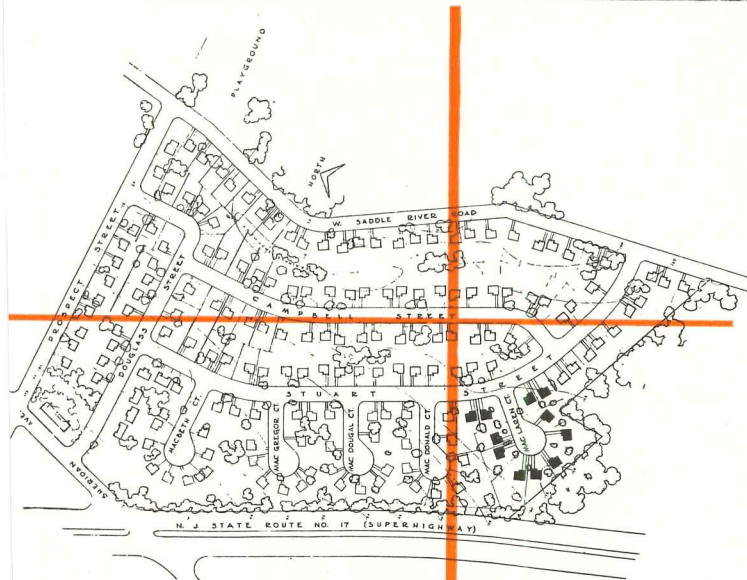 PLAYGROUND
NORTH
W. SADDLE RIVER ROAD
PROSPECT STREET
DOUGLASS STREET
CAMPBELL STREET
STUART STREET
MACBETH CT.
MAC GREGOR CT.
MAC DOUGAL CT.
MAC DONALD CT.
MAC LAREN CT.
SHERIDAN AVE.
N.J. STATE ROUTE NO. 17 (SUPERHIGHWAY)